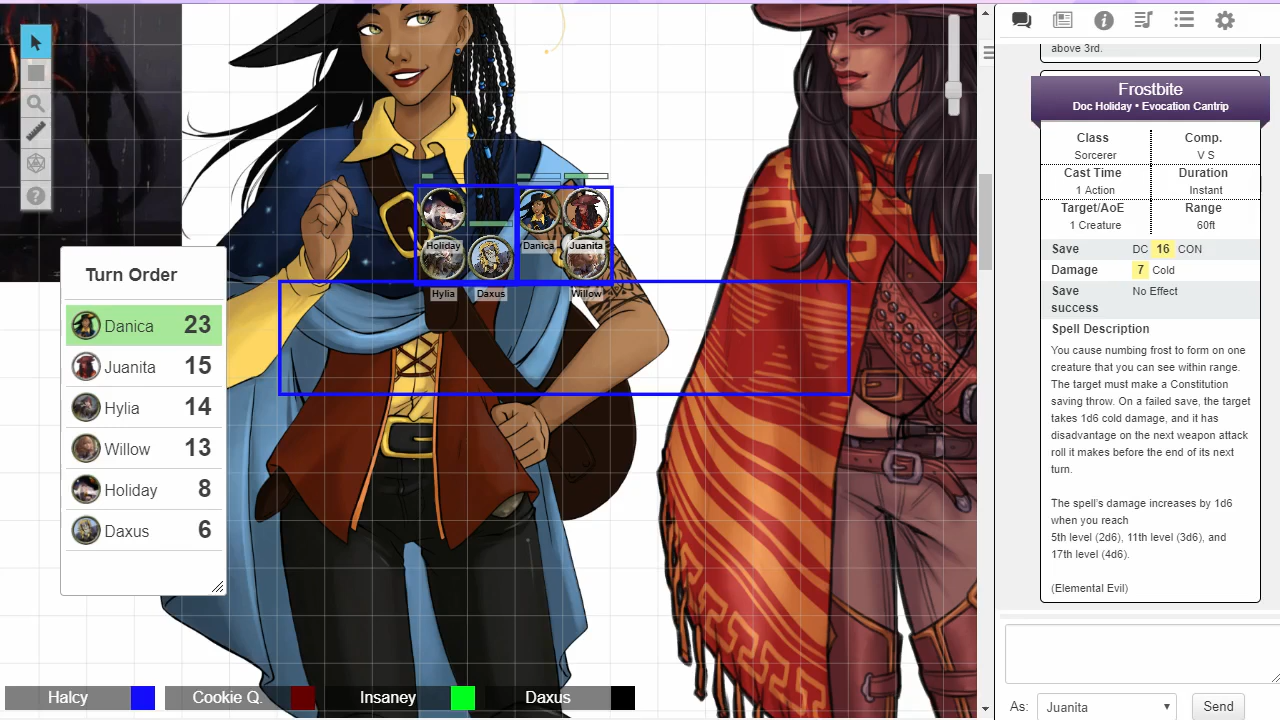 Turn Order
Danica 23
Juanita 15
Hylia 14
Willow 13
Holiday 8
Daxus 6
Holiday
Danica
Juanita
Hylia
Daxus
Willow
Halcy
Cookie Q.
Insaney
Daxus
above 3rd.
Frostbite
Doc Holiday • Evocation Cantrip
Class Comp.
Sorcerer V S
Cast Time Duration
1 Action Instant
Target/AoE Range
1 Creature 60ft
Save DC 16 CON
Damage 7 Cold
Save No Effect
success
Spell Description
You cause numbing frost to form on one
creature that you can see within range.
The target must make a Constitution
saving throw. On a failed save, the target
takes 1d6 cold damage, and it has
disadvantage on the next weapon attack
roll it makes before the end of its next
turn.
The spell's damage increases by 1d6
when you reach
5th level (2d6), 11th level (3d6), and
17th level (4d6).
(Elemental Evil)
As: Juanita Send